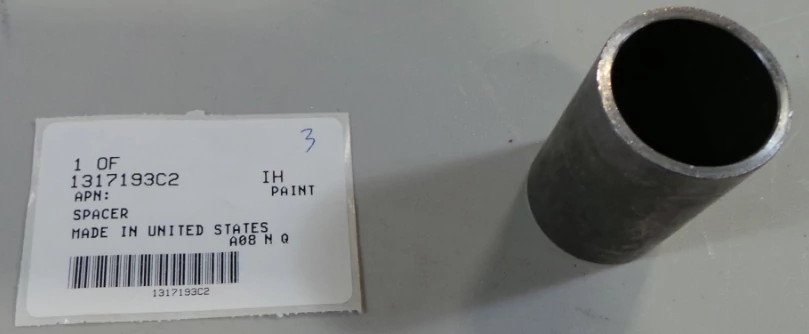 3
1 OF
1317193C2 IH
APN: PAINT
SPACER
MADE IN UNITED STATES
A08 N Q
1317193C2